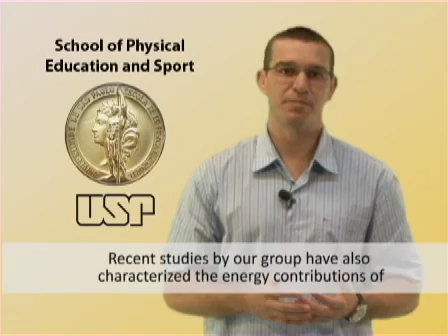 School of Physical
Education and Sport
USP
Recent studies by our group have also
characterized the energy contributions of